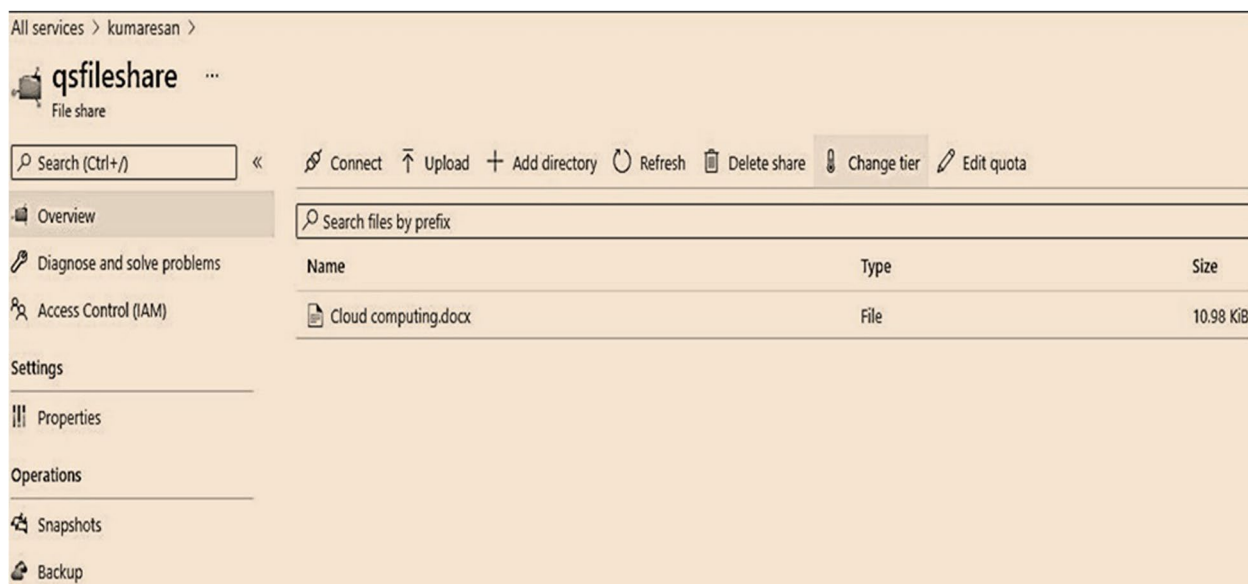 All services > kumaresan >
qsfileshare ...
File share
Search (Ctrl+/) «
Connect Upload Add directory Refresh Delete share Change tier Edit quota
Overview
Diagnose and solve problems
Access Control (IAM)
Settings
Properties
Operations
Snapshots
Backup
Search files by prefix
Name Type Size
Cloud computing.docx File 10.98 KiB